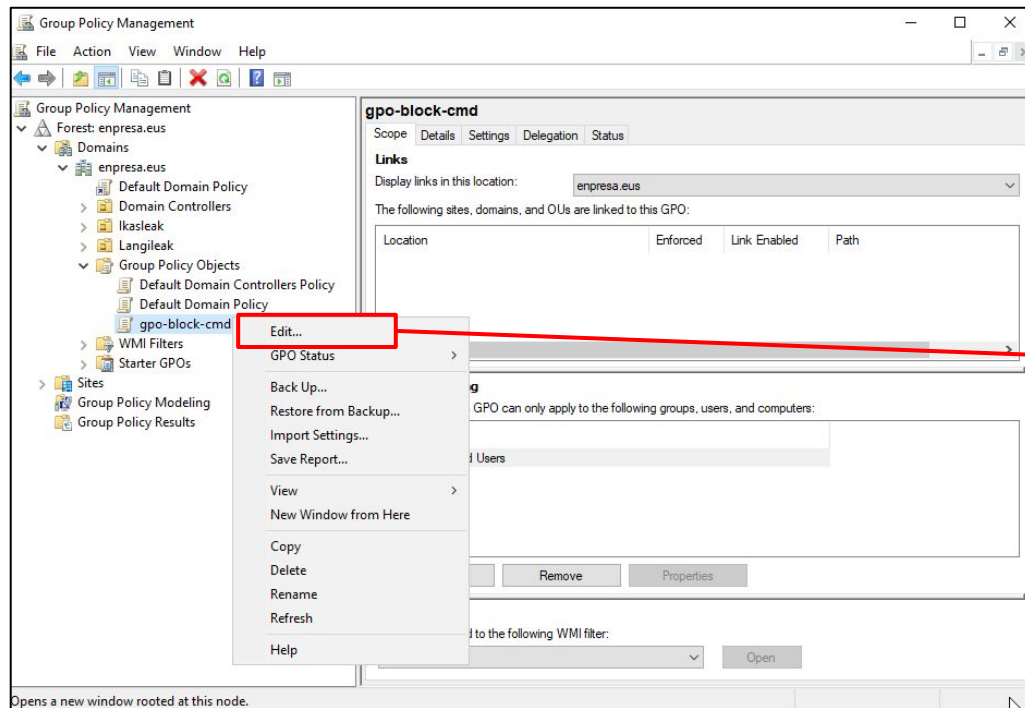 Group Policy Management
File Action View Window Help
Group Policy Management
Forest: enpresa.eus
Domains
enpresa.eus
Default Domain Policy
Domain Controllers
Ikasleak
Langileak
Group Policy Objects
Default Domain Controllers Policy
Default Domain Policy
gpo-block-cmd
WMI Filters
Starter GPOs
Sites
Group Policy Modeling
Group Policy Results
Edit...
GPO Status
Back Up...
Restore from Backup...
Import Settings...
Save Report...
View
New Window from Here
Copy
Delete
Rename
Refresh
Help
gpo-block-cmd
Scope Details Settings Delegation Status
Links
Display links in this location: enpresa.eus
The following sites, domains, and OUs are linked to this GPO:
Location Enforced Link Enabled Path
g
GPO can only apply to the following groups, users, and computers:
d Users
Remove Properties
d to the following WMI filter:
Open
Opens a new window rooted at this node.